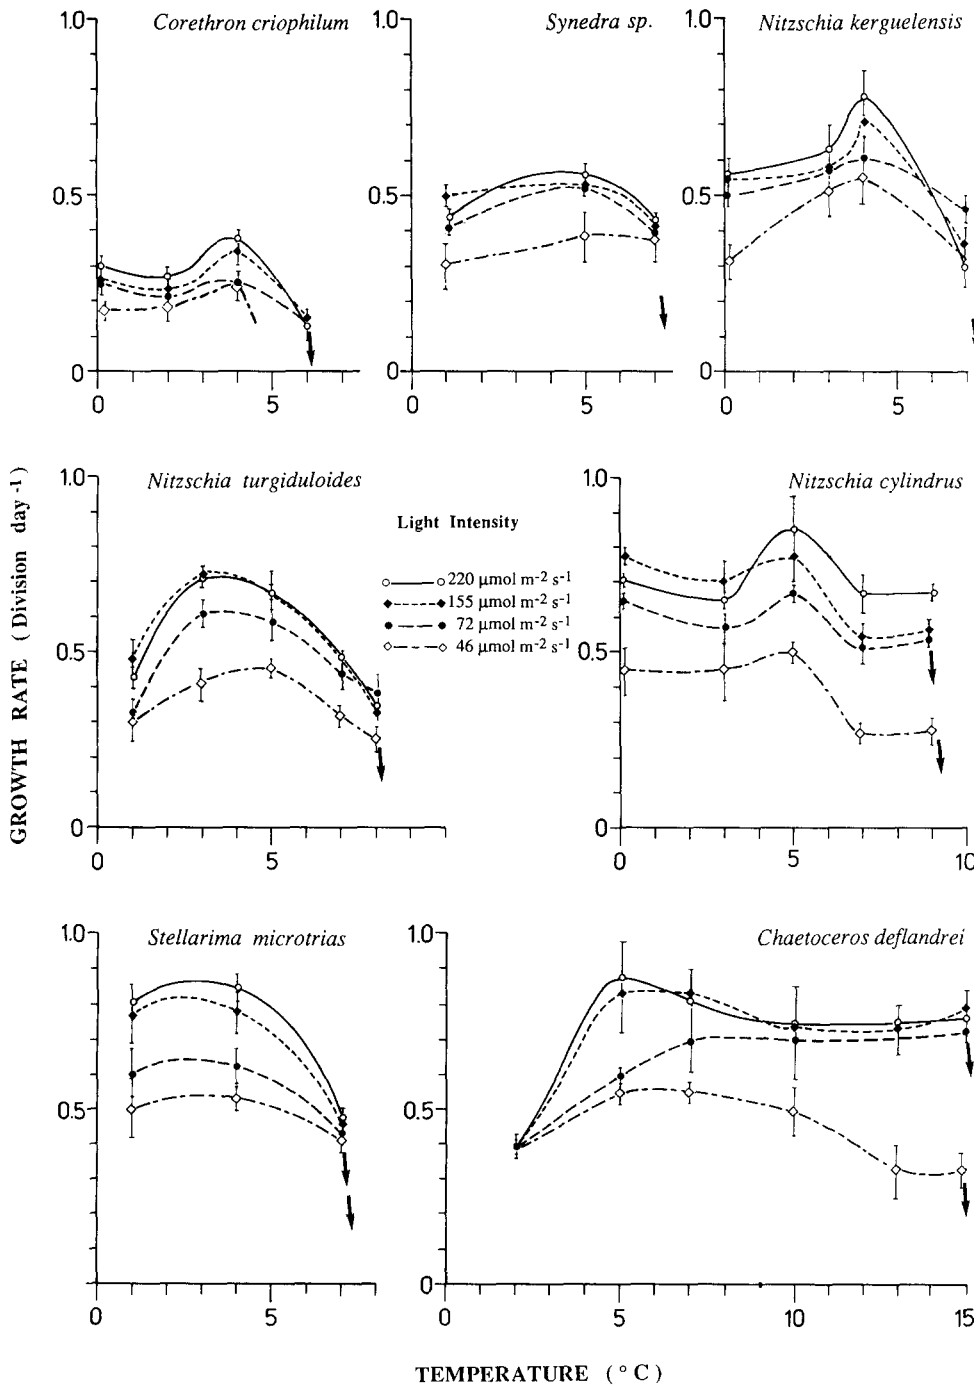 Corethron criophilum
Synedra sp.
Nitzschia kerguelensis
1.0
0.5
0
0
5
1.0
0.5
0
0
5
1.0
0.5
0
0
5
GROWTH RATE ( Division day -1 )
Nitzschia turgiduloides
Nitzschia cylindrus
1.0
0.5
0
0
5
Light Intensity
220 μmol m-2 s-1
155 μmol m-2 s-1
72 μmol m-2 s-1
46 μmol m-2 s-1
1.0
0.5
0
0
5
10
Stellarima microtrias
Chaetoceros deflandrei
1.0
0.5
0
5
1.0
0.5
0
0
5
10
15
TEMPERATURE ( ° C )